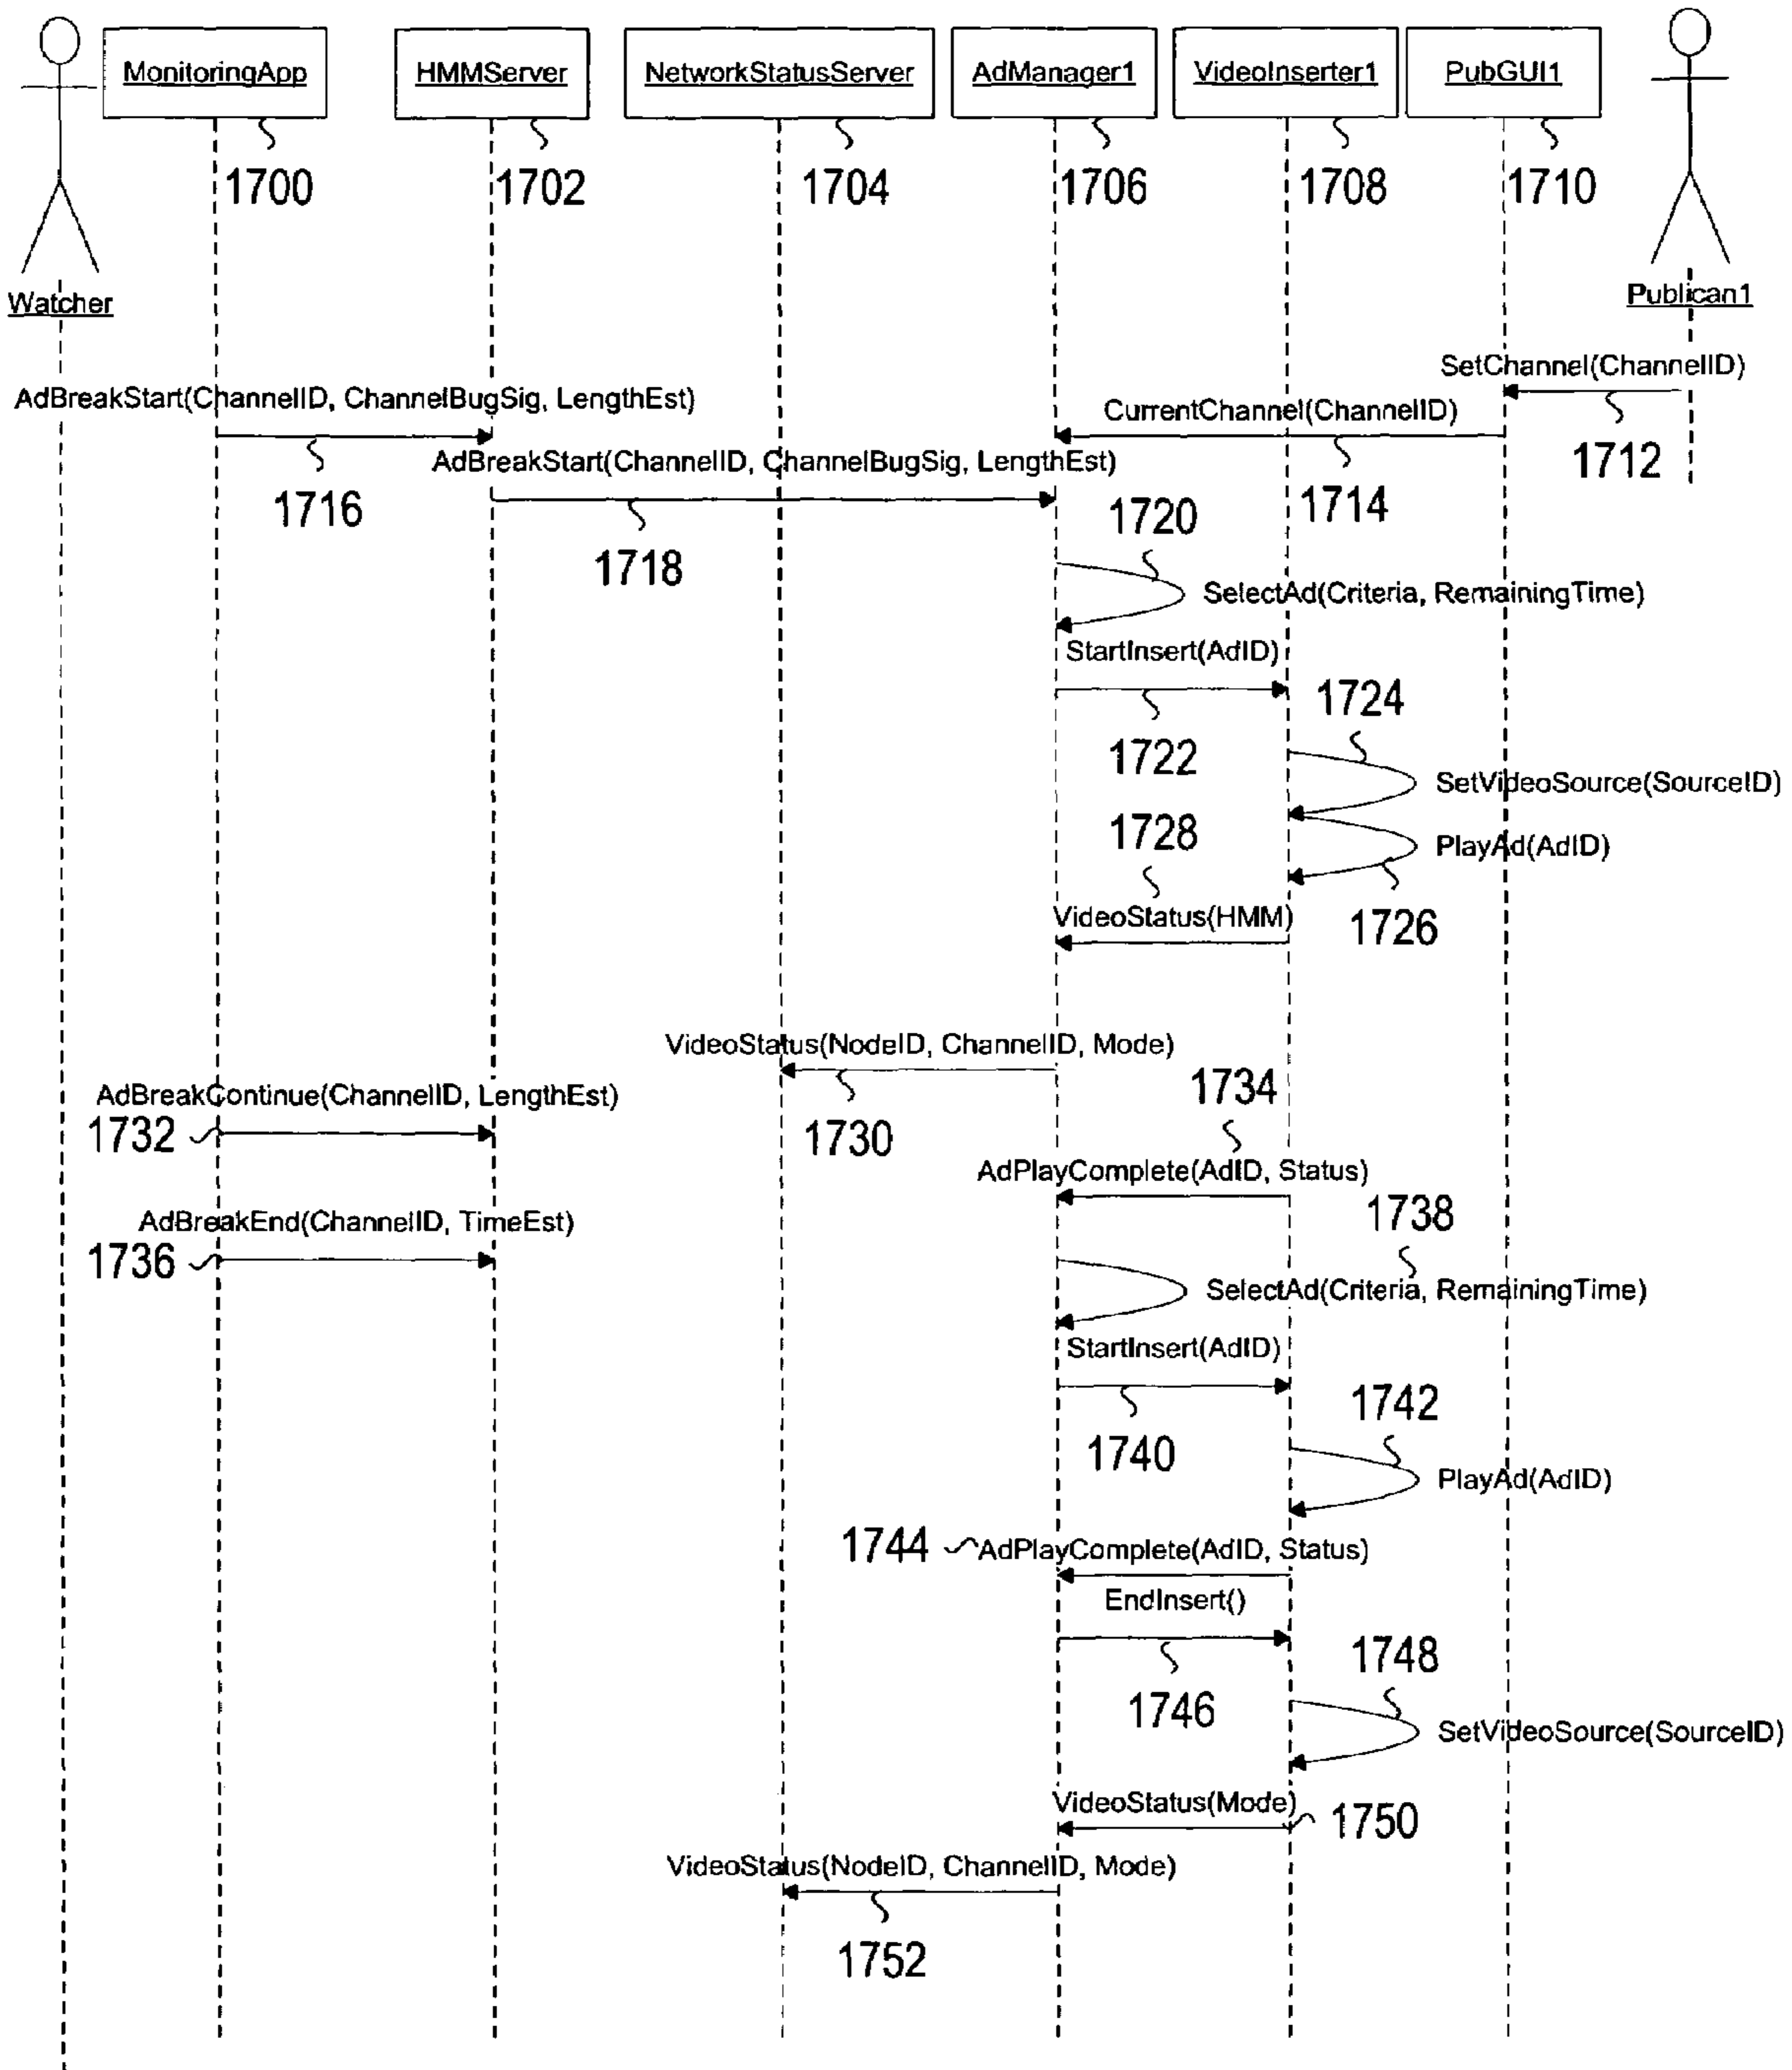 MonitoringApp
HMMServer
NetworkStatusServer
AdManager1
VideoInserter1
PubGUI1
1700
1702
1704
1706
1708
1710
Watcher
Publican1
SetChannel(ChannelID)
1712
CurrentChannel(ChannelID)
1714
AdBreakStart(ChannelID, ChannelBugSig, LengthEst)
1716
AdBreakStart(ChannelID, ChannelBugSig, LengthEst)
1718
1720
SelectAd(Criteria, RemainingTime)
StartInsert(AdID)
1722
1724
SetVideoSource(SourceID)
1728
PlayAd(AdID)
1726
VideoStatus(HMM)
VideoStatus(NodeID, ChannelID, Mode)
1730
AdBreakContinue(ChannelID, LengthEst)
1732
1734
AdPlayComplete(AdID, Status)
AdBreakEnd(ChannelID, TimeEst)
1736
1738
SelectAd(Criteria, RemainingTime)
StartInsert(AdID)
1740
1742
PlayAd(AdID)
1744
AdPlayComplete(AdID, Status)
EndInsert()
1746
1748
SetVideoSource(SourceID)
VideoStatus(Mode)
1750
VideoStatus(NodeID, ChannelID, Mode)
1752